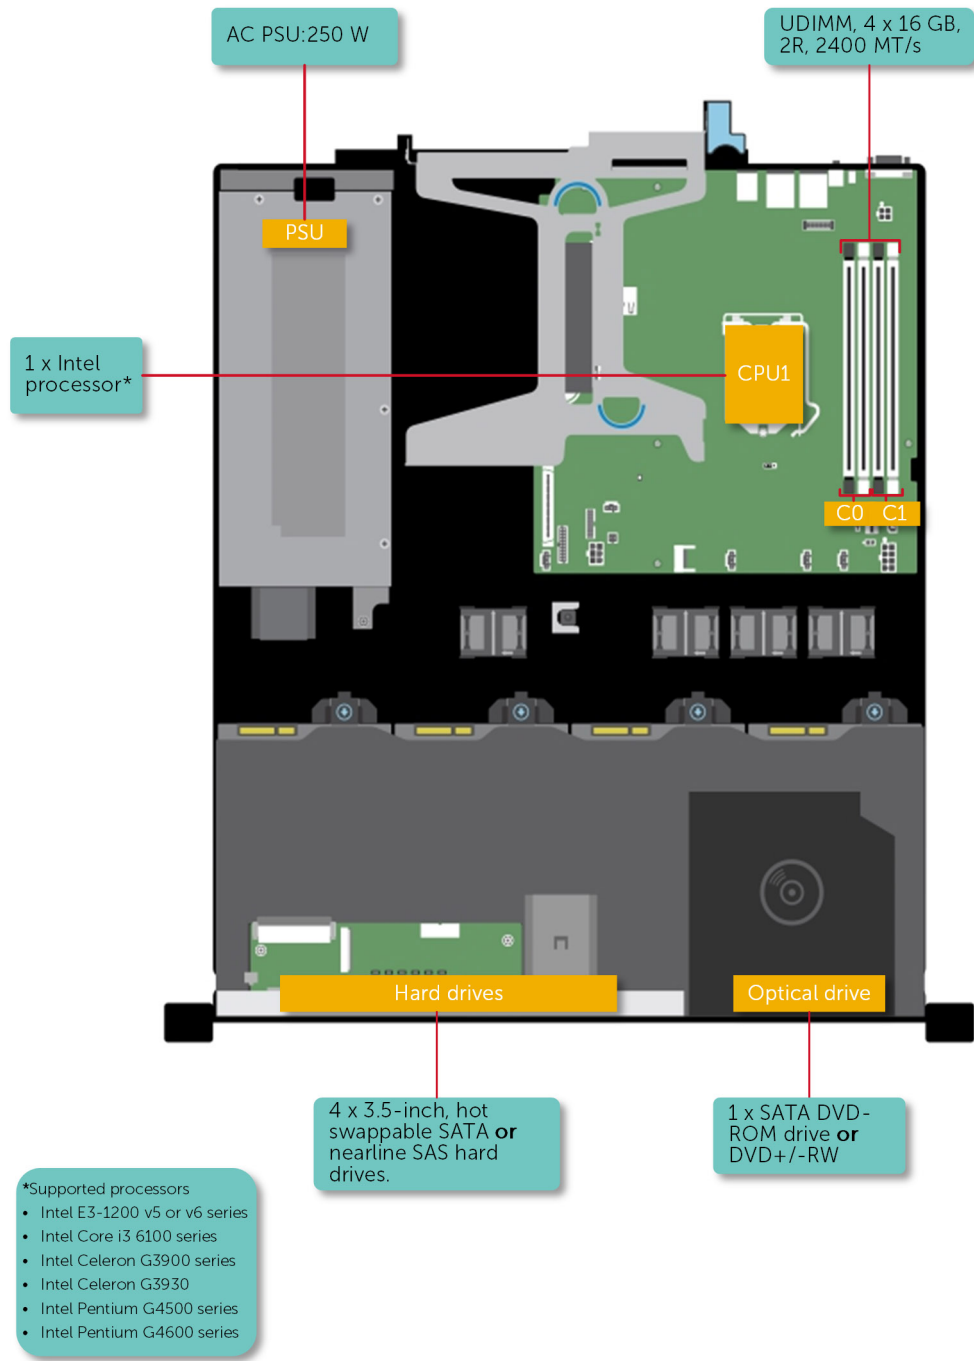 AC PSU:250 W
UDIMM, 4 x 16 GB,
2R, 2400 MT/s
PSU
1 x Intel
processor*
CPU1
C0 C1
Hard drives
Optical drive
4 x 3.5-inch, hot
swappable SATA or
nearline SAS hard
drives.
1 x SATA DVD-
ROM drive or
DVD+/-RW
*Supported processors
• Intel E3-1200 v5 or v6 series
• Intel Core i3 6100 series
• Intel Celeron G3900 series
• Intel Celeron G3930
• Intel Pentium G4500 series
• Intel Pentium G4600 series